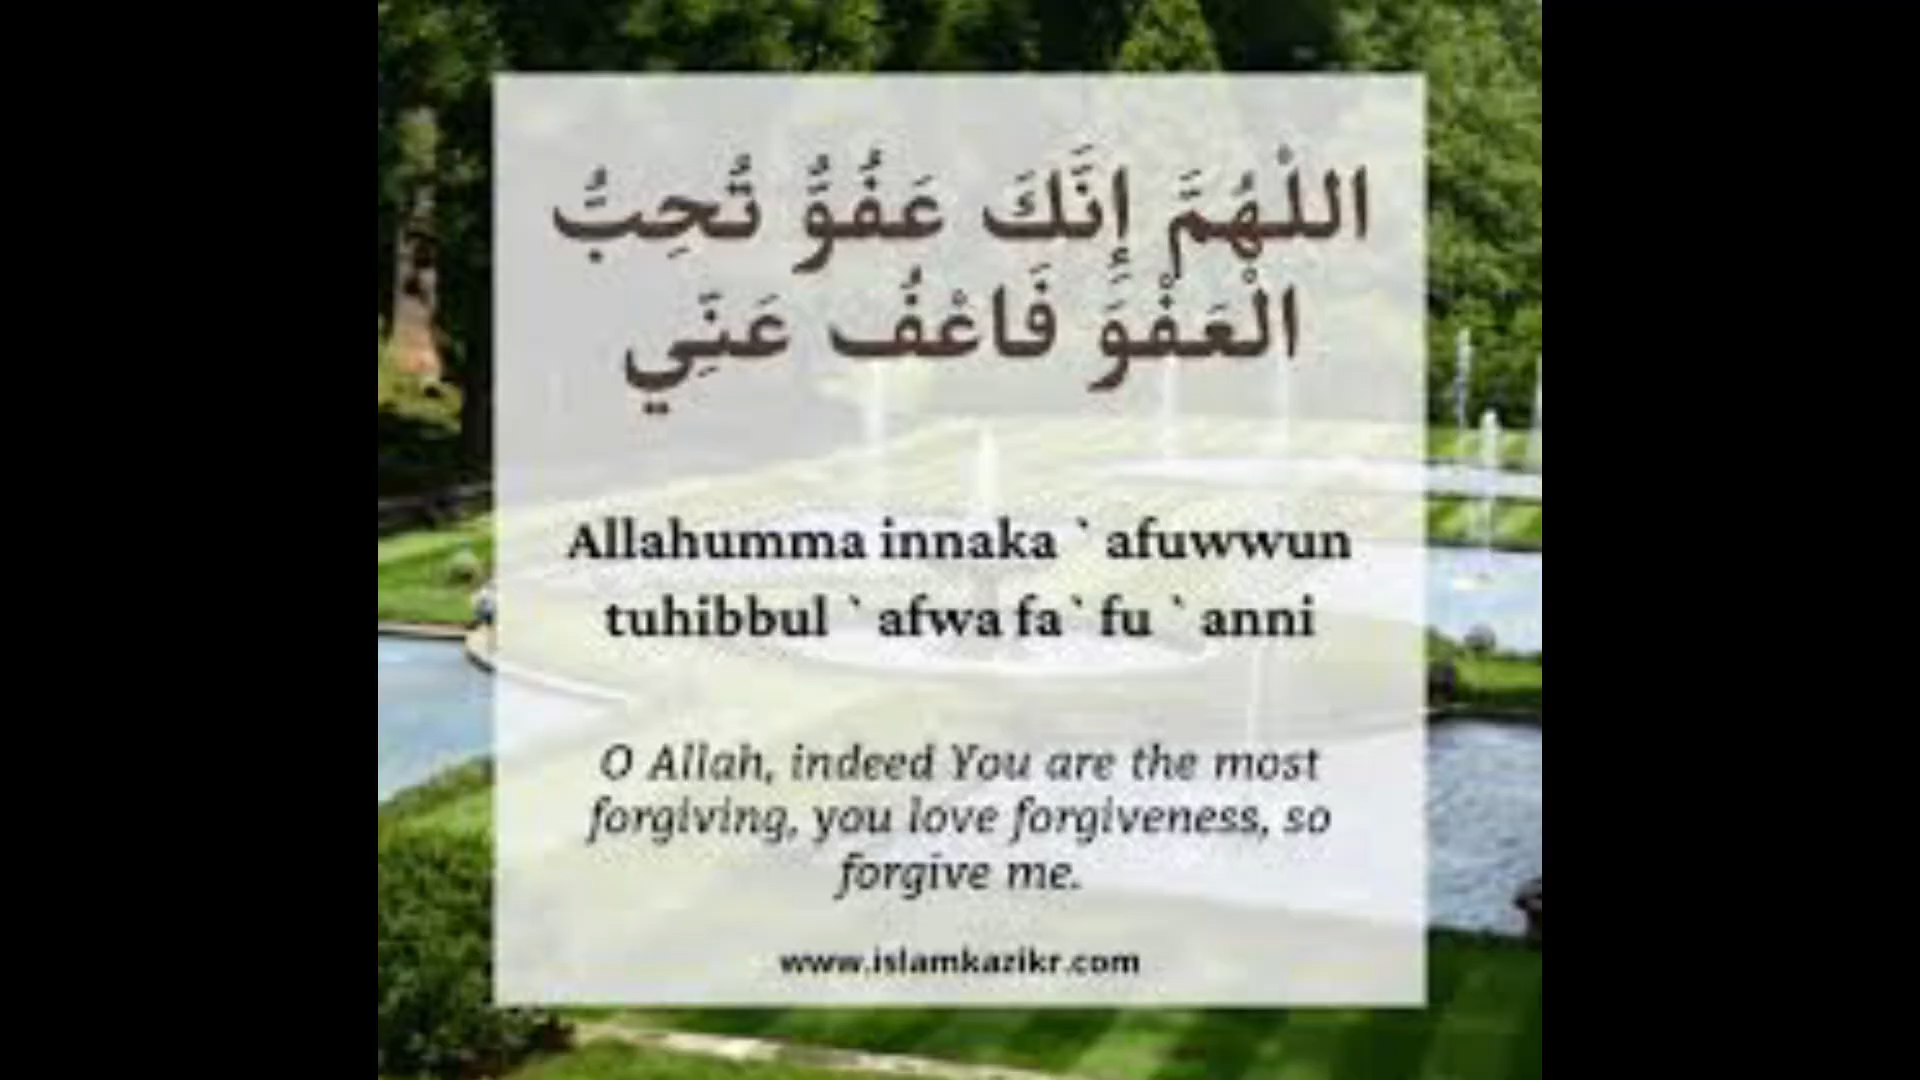 اللْهُمَّ إِنَّكَ عَفُوٌّ تُحِبُّ
الْعَفْوَ فَاعْفُ عَنِّي
Allahumma innaka `afuwwun
tuhibbul `afwa fa`fu `anni
O Allah, indeed You are the most
forgiving, you love forgiveness, so
forgive me.
www.islamkazikr.com